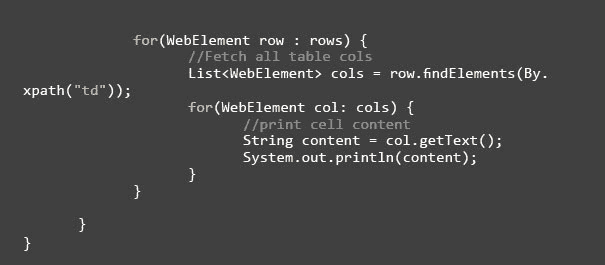 for(WebElement row : rows) {
//Fetch all table cols
List<WebElement> cols = row.findElements(By.
xpath("td"));
for(WebElement col: cols) {
//print cell content
String content = col.getText();
System.out.println(content);
}
}
}
}